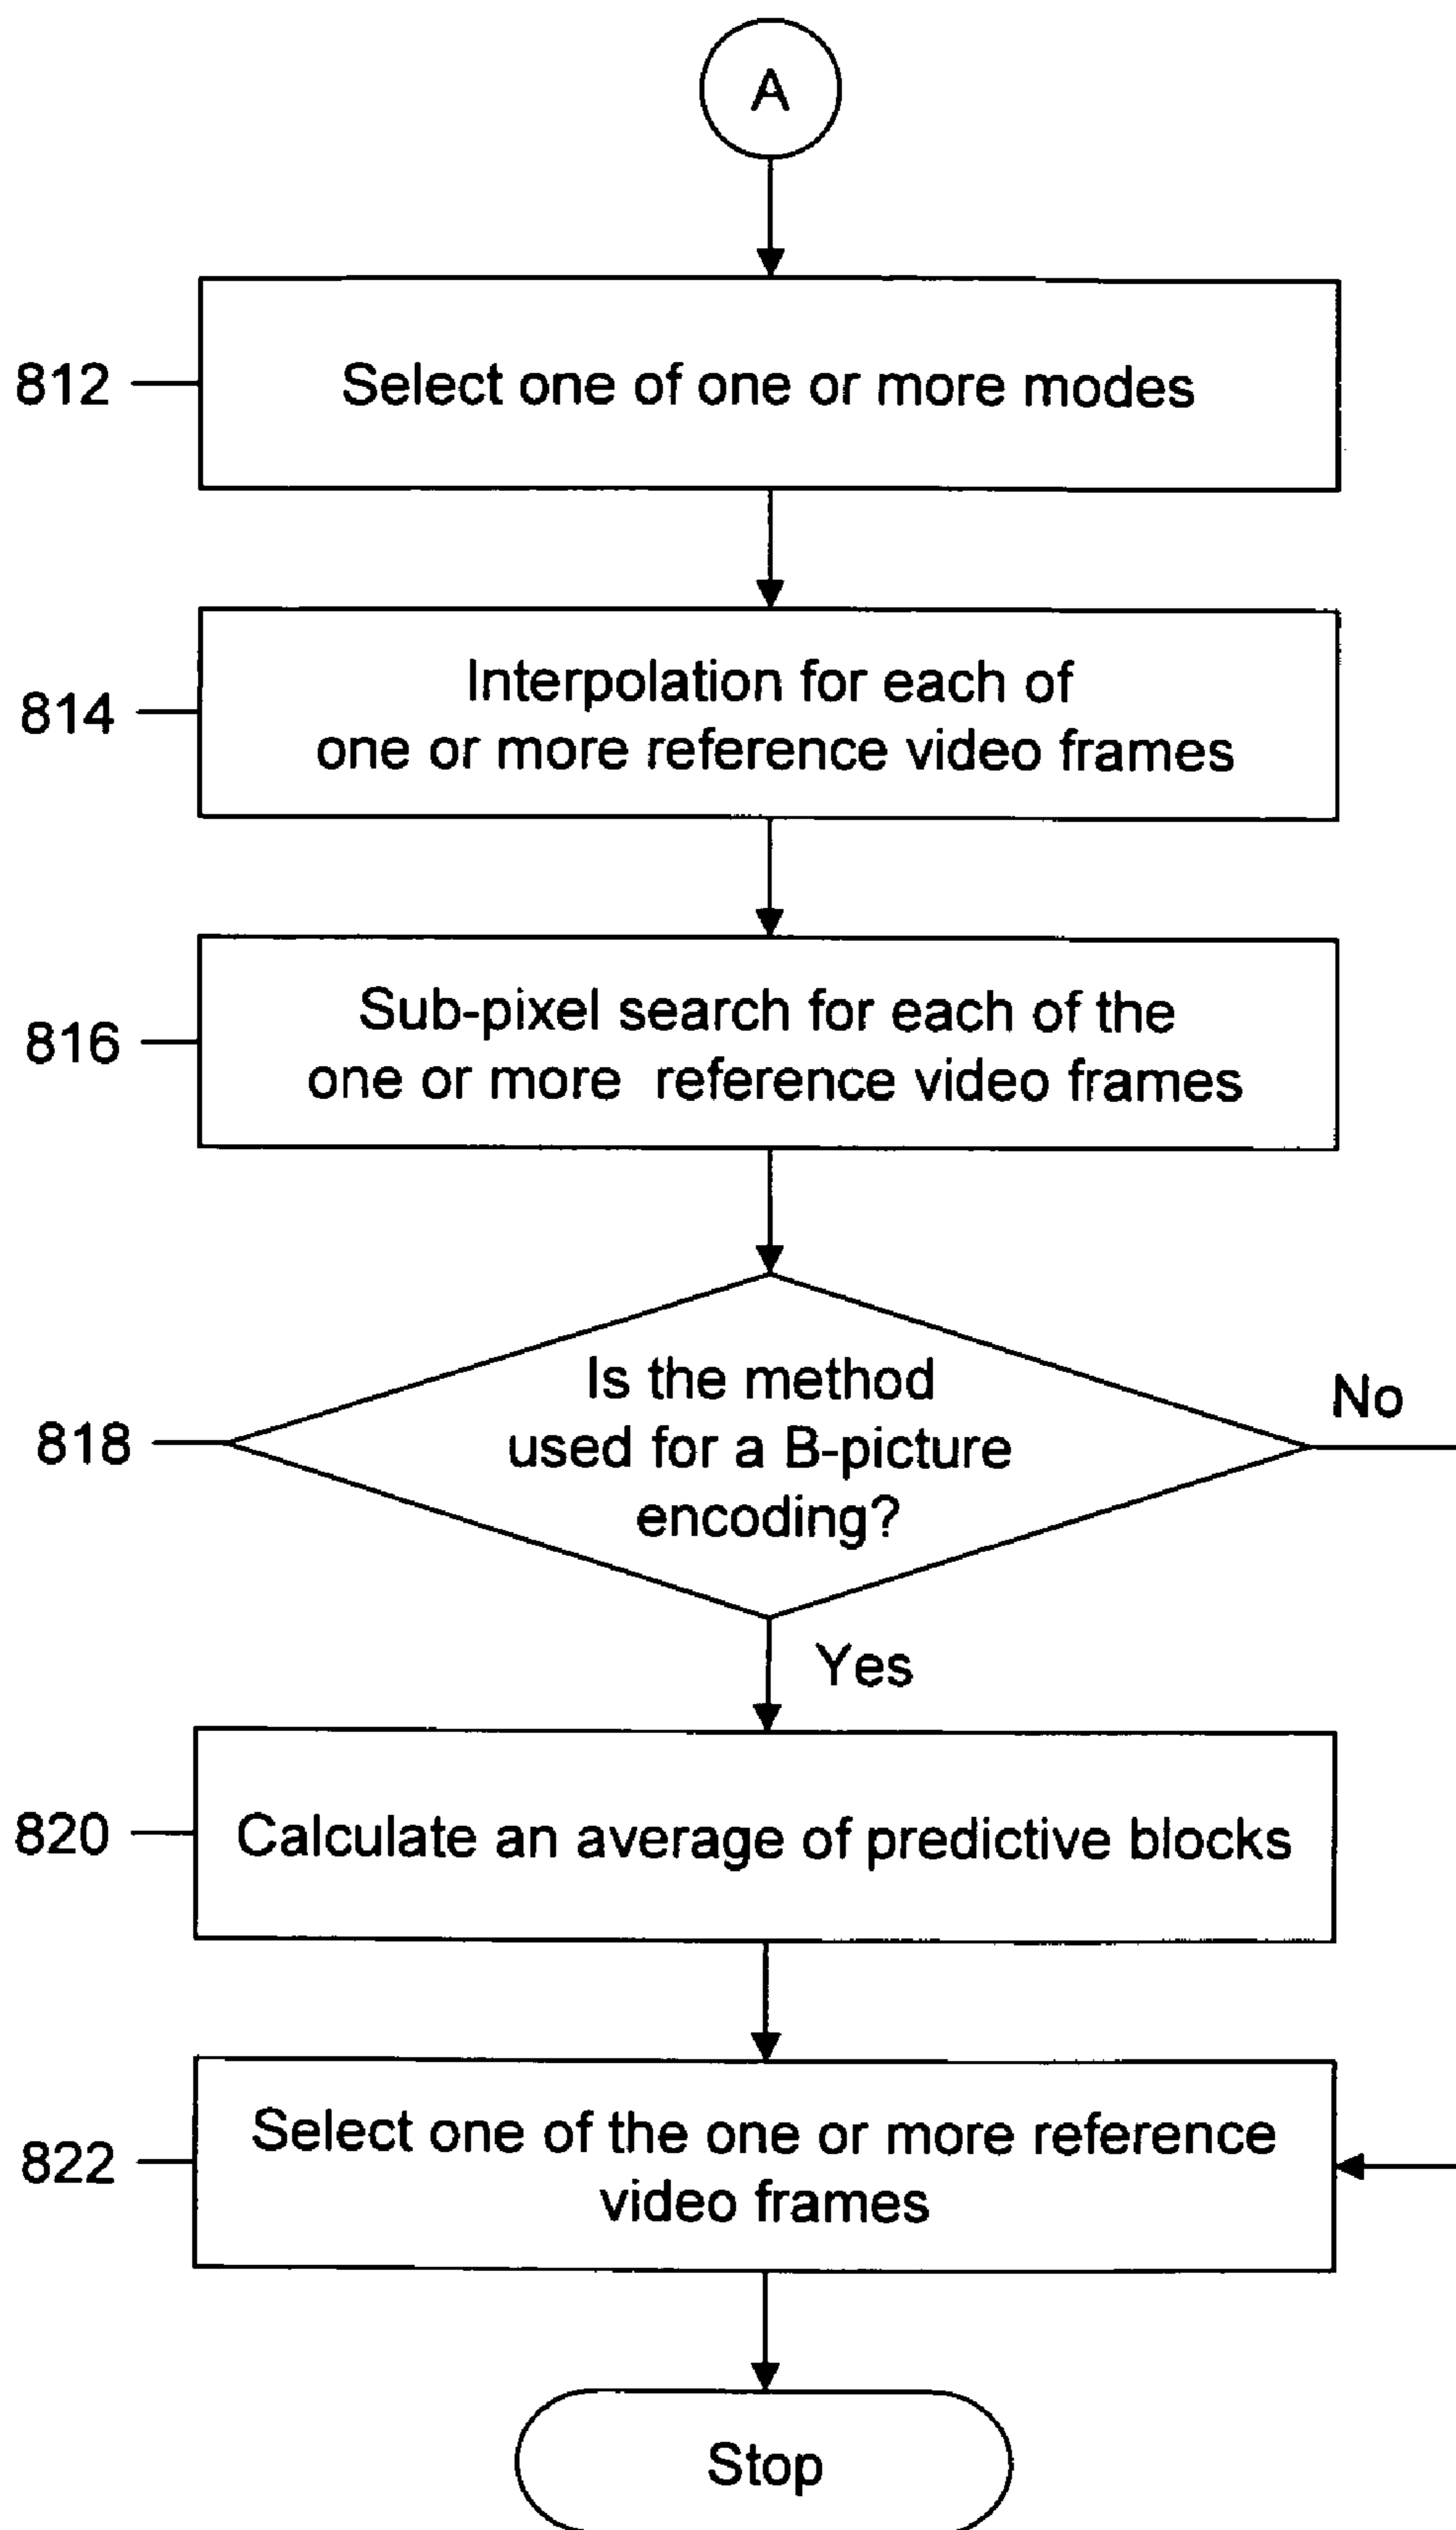 A
812
Select one of one or more modes
814
Interpolation for each of
one or more reference video frames
816
Sub-pixel search for each of the
one or more reference video frames
818
Is the method
used for a B-picture
encoding?
No
Yes
820
Calculate an average of predictive blocks
822
Select one of the one or more reference
video frames
Stop